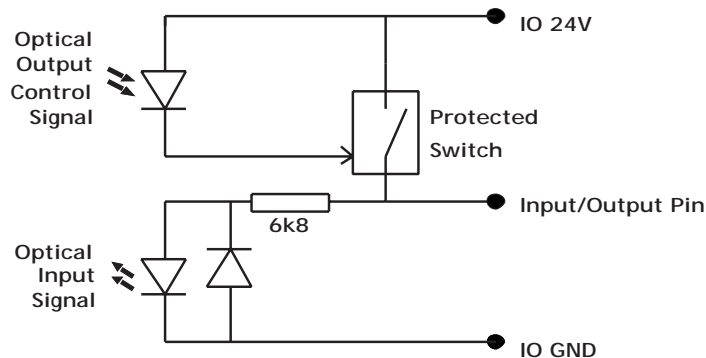 IO 24V
Optical
Output
Control
Signal
Protected
Switch
Input/Output Pin
6k8
Optical
Input
Signal
IO GND